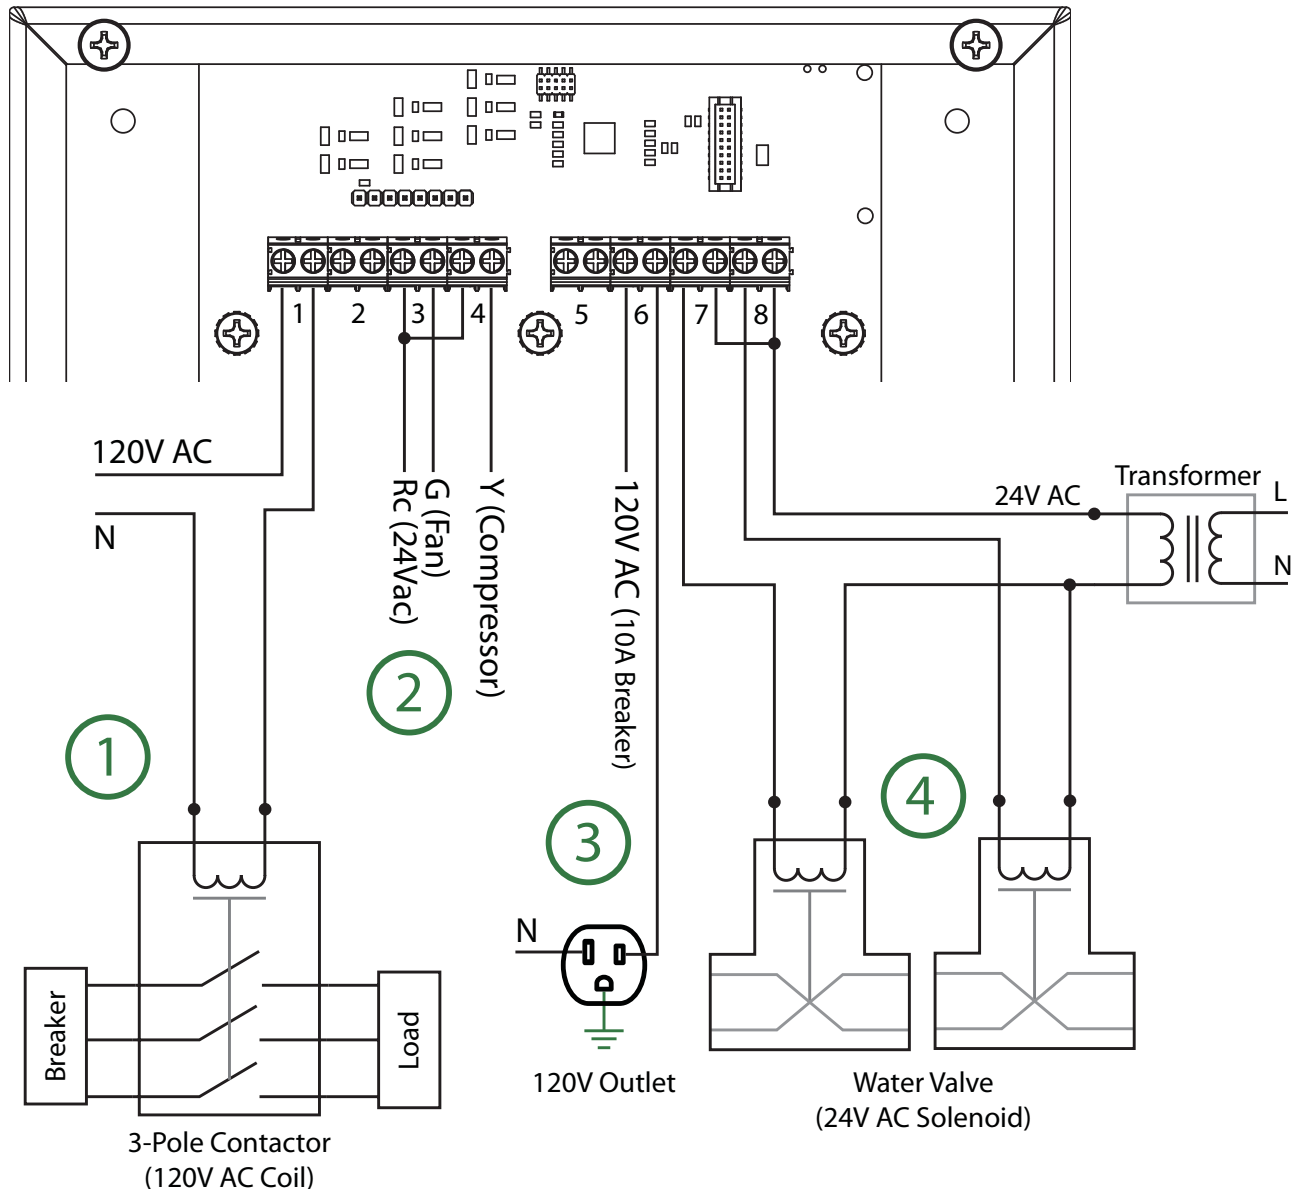 1 2 3 4 5 6 7 8
120V AC
N
Rc (24Vac)
G (Fan)
Y (Compressor)
120V AC (10A Breaker)
24V AC
Transformer
L
N
1
2
3
4
N
Breaker
Load
3-Pole Contactor
(120V AC Coil)
120V Outlet
Water Valve
(24V AC Solenoid)